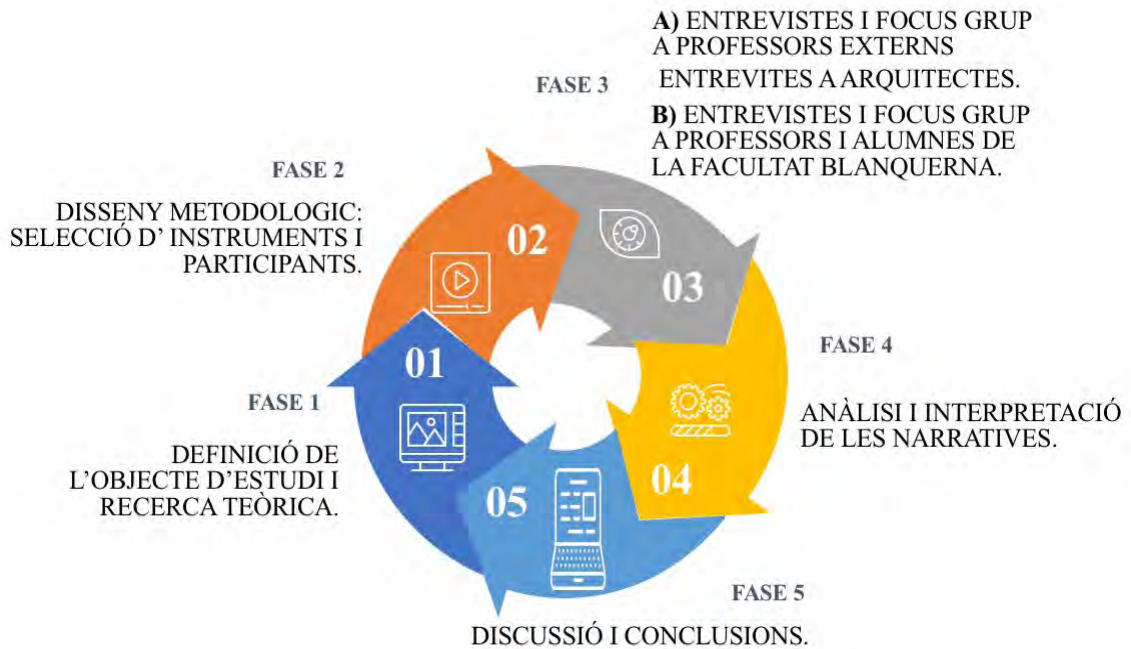 FASE 1
DEFINICIÓ DE
L'OBJECTE D'ESTUDI I
RECERCA TEÒRICA.
01
FASE 2
DISSENY METODOLOGIC:
SELECCIÓ D' INSTRUMENTS I
PARTICIPANTS.
02
FASE 3
A) ENTREVISTES I FOCUS GRUP
A PROFESSORS EXTERNS
ENTREVITES A ARQUITECTES.
B) ENTREVISTES I FOCUS GRUP
A PROFESSORS I ALUMNES DE
LA FACULTAT BLANQUERNA.
03
FASE 4
ANÀLISI I INTERPRETACIÓ
DE LES NARRATIVES.
04
FASE 5
DISCUSSIÓ I CONCLUSIONS.
05